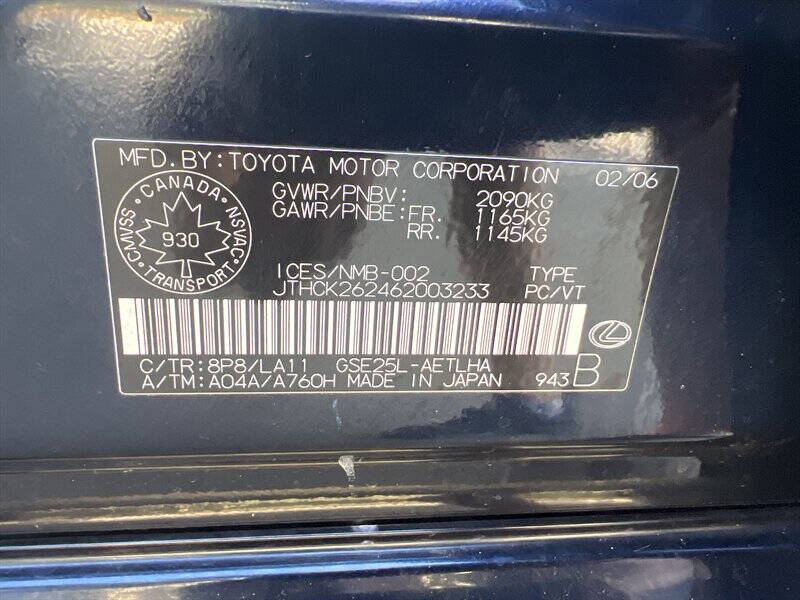 MFD.BY:TOYOTA MOTOR CORPORATION 02/06
GVWR/PNBV: 2090KG
GAWR/PNBE:FR. 1165KG
RR. 1145KG
CANADA
CMVSS NSVAC
930
TRANSPORT
ICES/NMB-002 TYPE
JTHCK262462003233 PC/VT
C/TR:8P8/LA11 GSE25L-AETLHA
A/TM:A04A/A760H MADE IN JAPAN 943 B